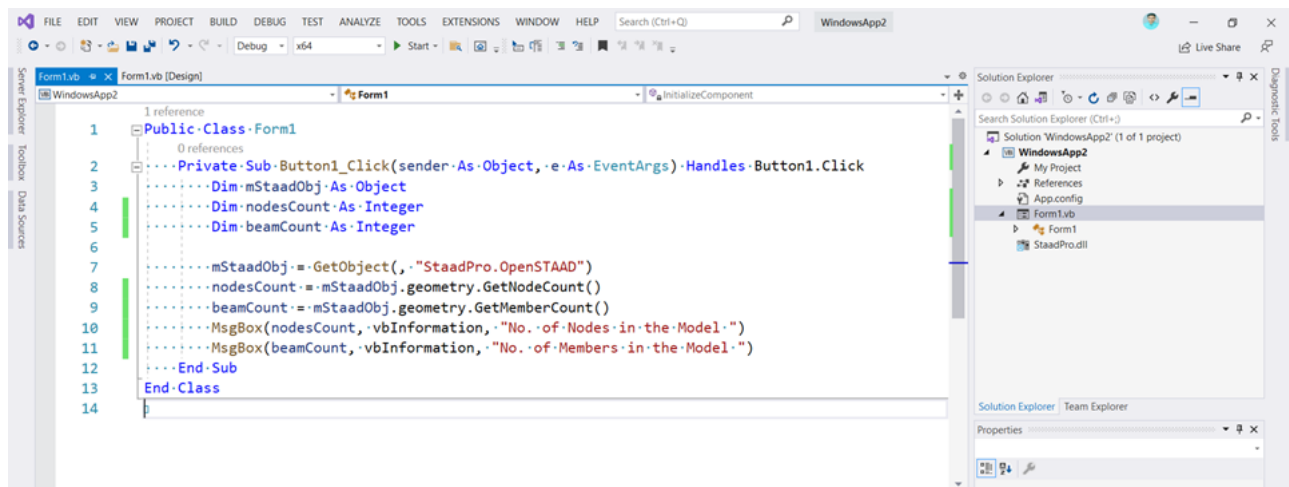 FILE EDIT VIEW PROJECT BUILD DEBUG TEST ANALYZE TOOLS EXTENSIONS WINDOW HELP Search (Ctrl+Q) WindowsApp2
Debug x64 Start Live Share
Server Explorer
Toolbox
Data Sources
Form1.vb Form1.vb [Design]
WindowsApp2 Form1 InitializeComponent
1 reference
1 Public Class Form1
0 references
2 Private Sub Button1_Click(sender As Object, e As EventArgs) Handles Button1.Click
3 Dim mStaadObj As Object
4 Dim nodesCount As Integer
5 Dim beamCount As Integer
6
7 mStaadObj = GetObject(, "StaadPro.OpenSTAAD")
8 nodesCount = mStaadObj.geometry.GetNodeCount()
9 beamCount = mStaadObj.geometry.GetMemberCount()
10 MsgBox(nodesCount, vbInformation, "No. of Nodes in the Model ")
11 MsgBox(beamCount, vbInformation, "No. of Members in the Model ")
12 End Sub
13 End Class
14
Solution Explorer
Search Solution Explorer (Ctrl+;)
Solution 'WindowsApp2' (1 of 1 project)
WindowsApp2
My Project
References
App.config
Form1.vb
Form1
StaadPro.dll
Solution Explorer Team Explorer
Properties
Diagnostic Tools